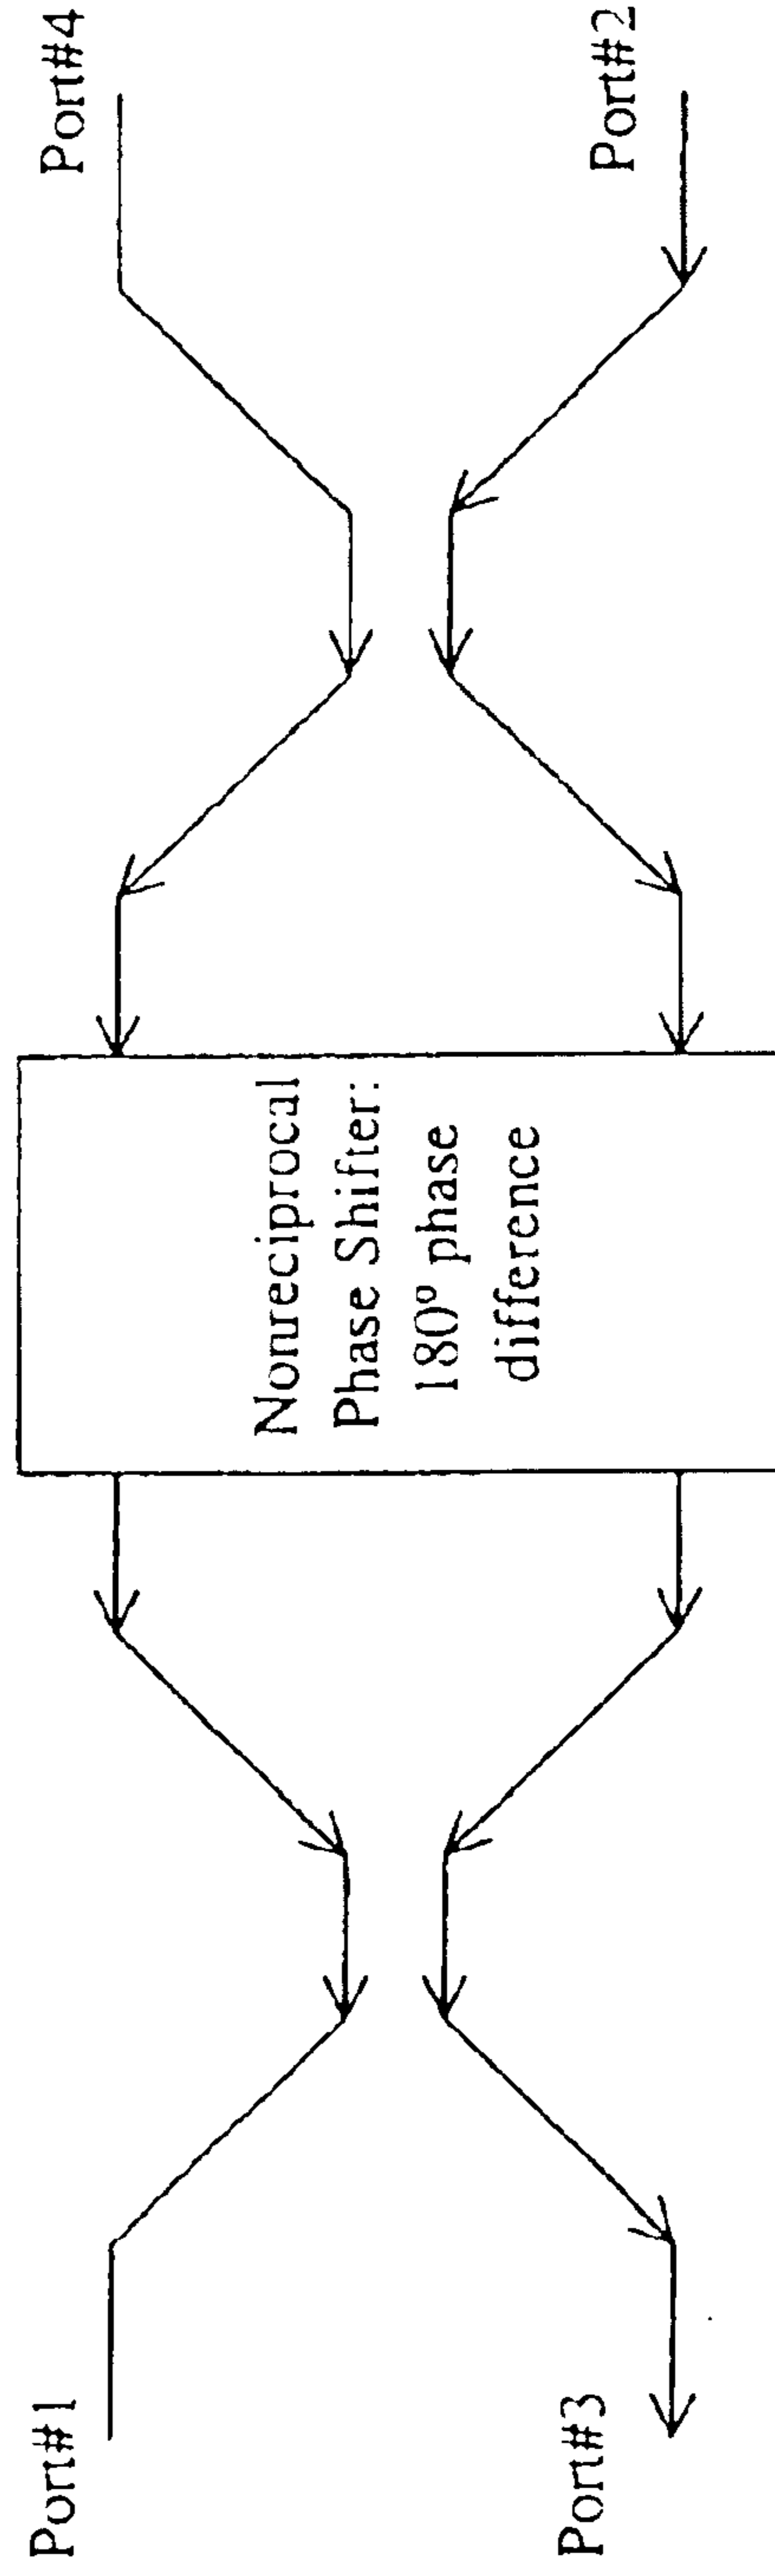 Port#1
Port#4
Nonreciprocal
Phase Shifter:
180° phase
difference
Port#3
Port#2